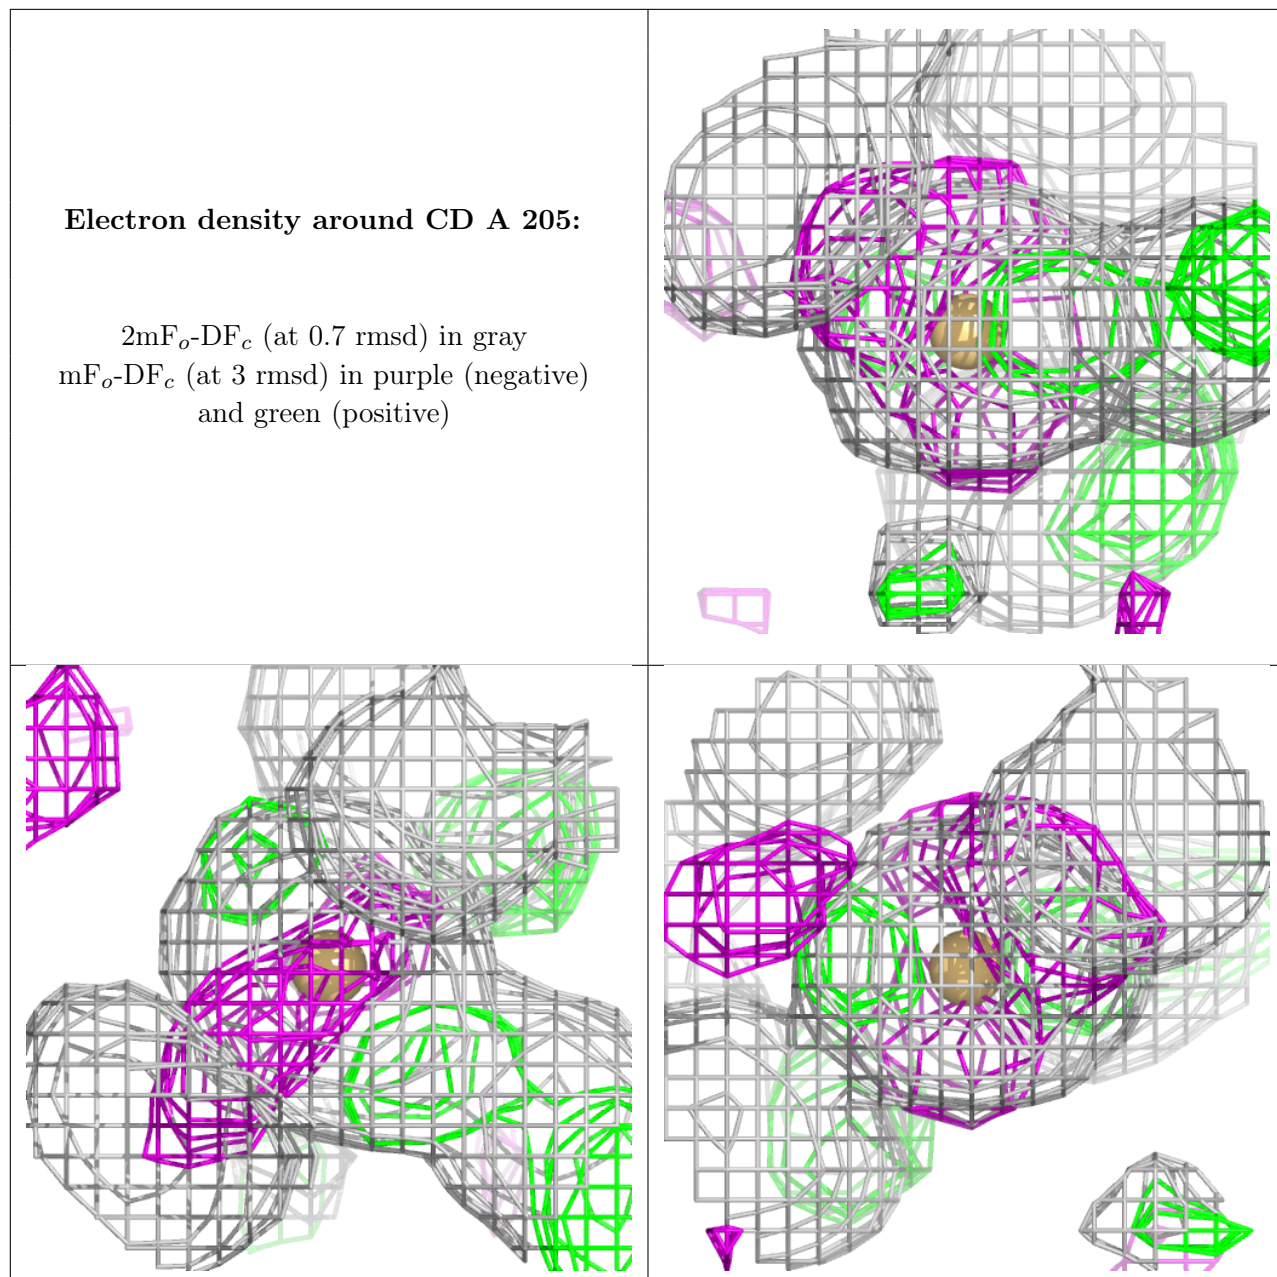 Electron density around CD A 205:
2mFo-DFc (at 0.7 rmsd) in gray
mFo-DFc (at 3 rmsd) in purple (negative)
and green (positive)